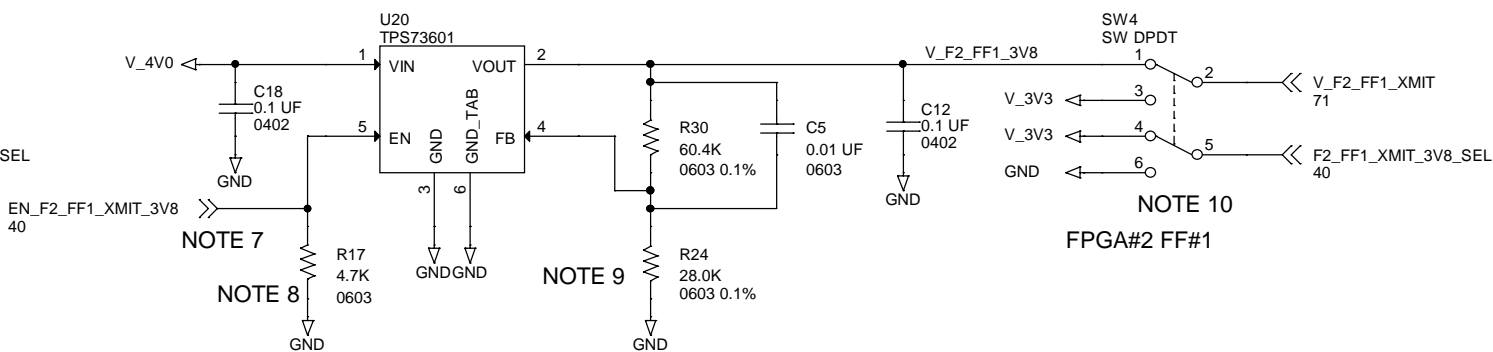 U20
TPS73601
SW4
SW DPDT
V_4V0
1
VIN
VOUT
2
V_F2_FF1_3V8
1
2
V_F2_FF1_XMIT
71
C18
0.1 UF
0402
5
EN
GND
GND_TAB
FB
4
R30
60.4K
0603 0.1%
C5
0.01 UF
0603
C12
0.1 UF
0402
V_3V3
3
V_3V3
4
5
F2_FF1_XMIT_3V8_SEL
40
GND
6
SEL
GND
3
6
GND
EN_F2_FF1_XMIT_3V8
40
NOTE 7
NOTE 10
FPGA#2 FF#1
R17
4.7K
0603
NOTE 8
GND
GND
NOTE 9
R24
28.0K
0603 0.1%
GND
GND